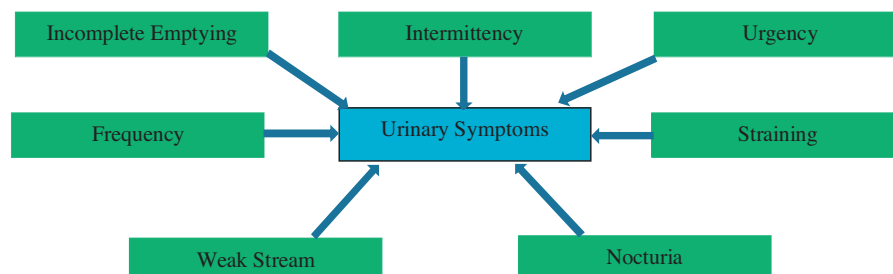 Incomplete Emptying
Intermittency
Urgency
Frequency
Urinary Symptoms
Straining
Weak Stream
Nocturia